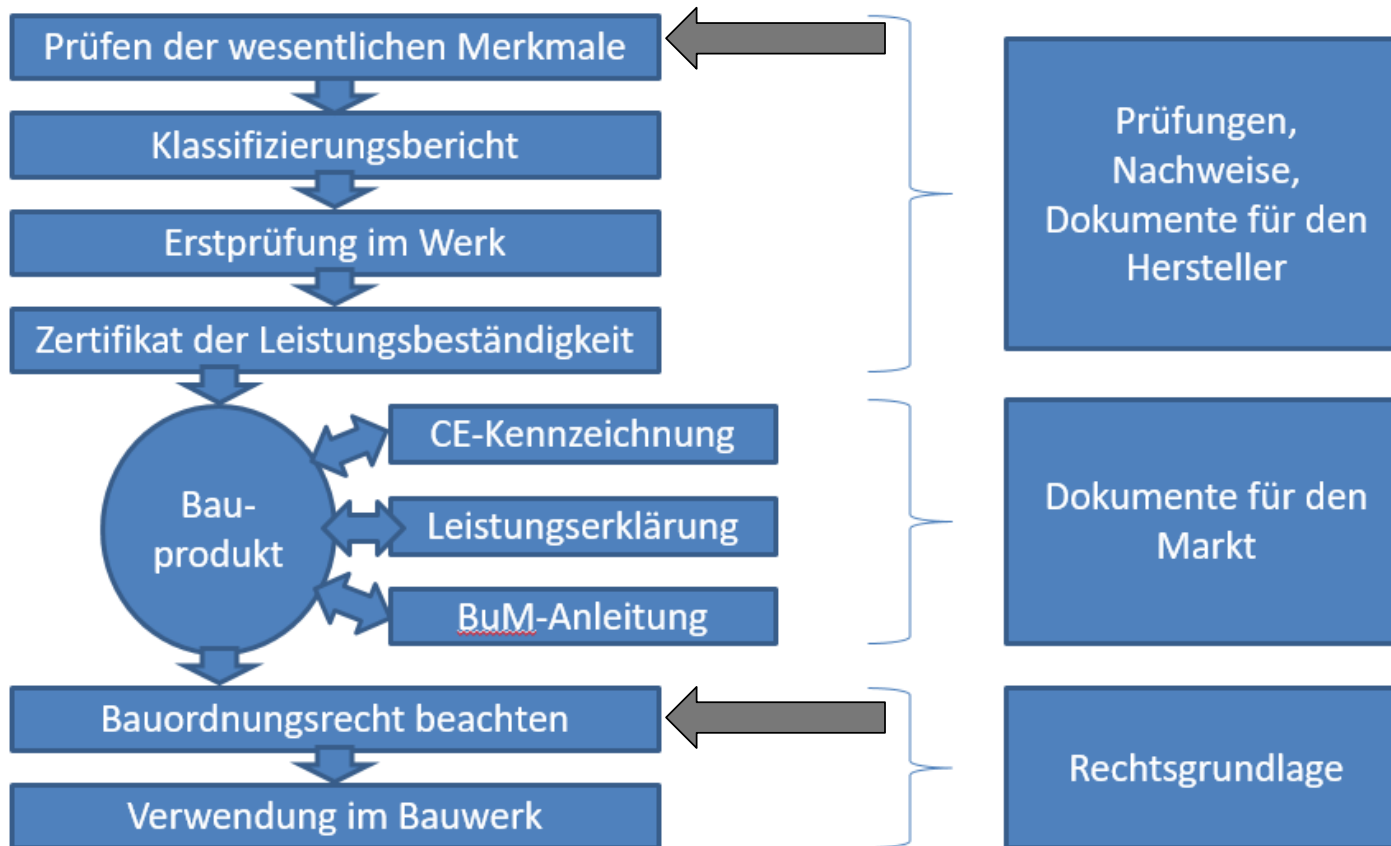 Prüfen der wesentlichen Merkmale
Klassifizierungsbericht
Erstprüfung im Werk
Zertifikat der Leistungsbeständigkeit
Prüfungen,
Nachweise,
Dokumente für den
Hersteller
Bau-
produkt
CE-Kennzeichnung
Leistungserklärung
BuM-Anleitung
Dokumente für den
Markt
Bauordnungsrecht beachten
Verwendung im Bauwerk
Rechtsgrundlage